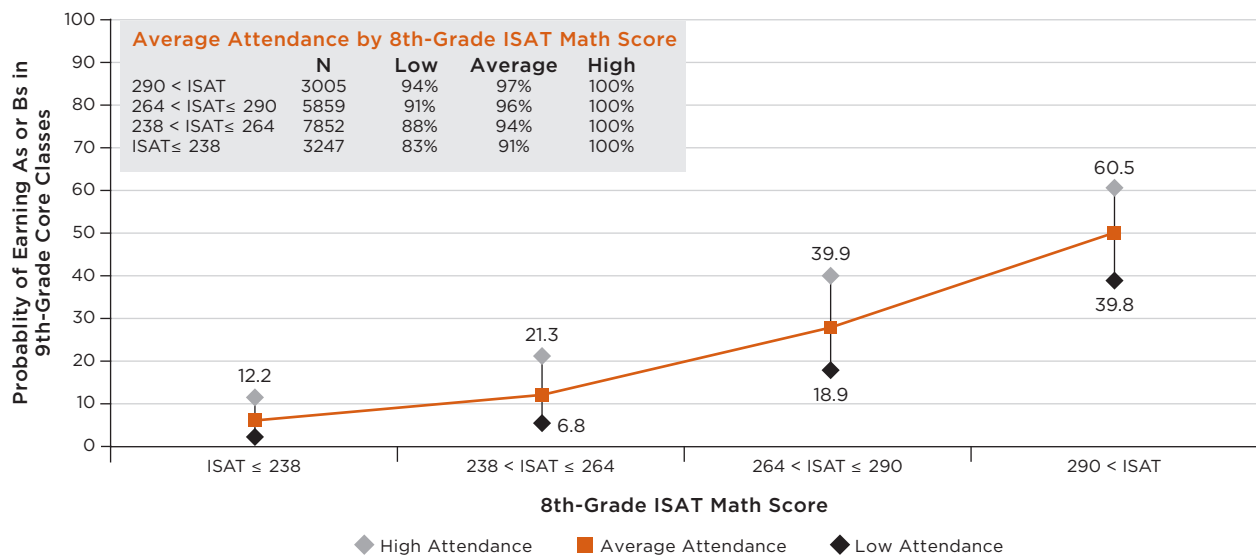 Probablity of Earning As or Bs in
9th-Grade Core Classes
100
90
80
70
60
50
40
30
20
10
0
Average Attendance by 8th-Grade ISAT Math Score
N Low Average High
290 < ISAT 3005 94% 97% 100%
264 < ISAT≤ 290 5859 91% 96% 100%
238 < ISAT≤ 264 7852 88% 94% 100%
ISAT≤ 238 3247 83% 91% 100%
12.2
21.3
6.8
39.9
18.9
60.5
39.8
ISAT ≤ 238 238 < ISAT ≤ 264 264 < ISAT ≤ 290 290 < ISAT
8th-Grade ISAT Math Score
High Attendance Average Attendance Low Attendance